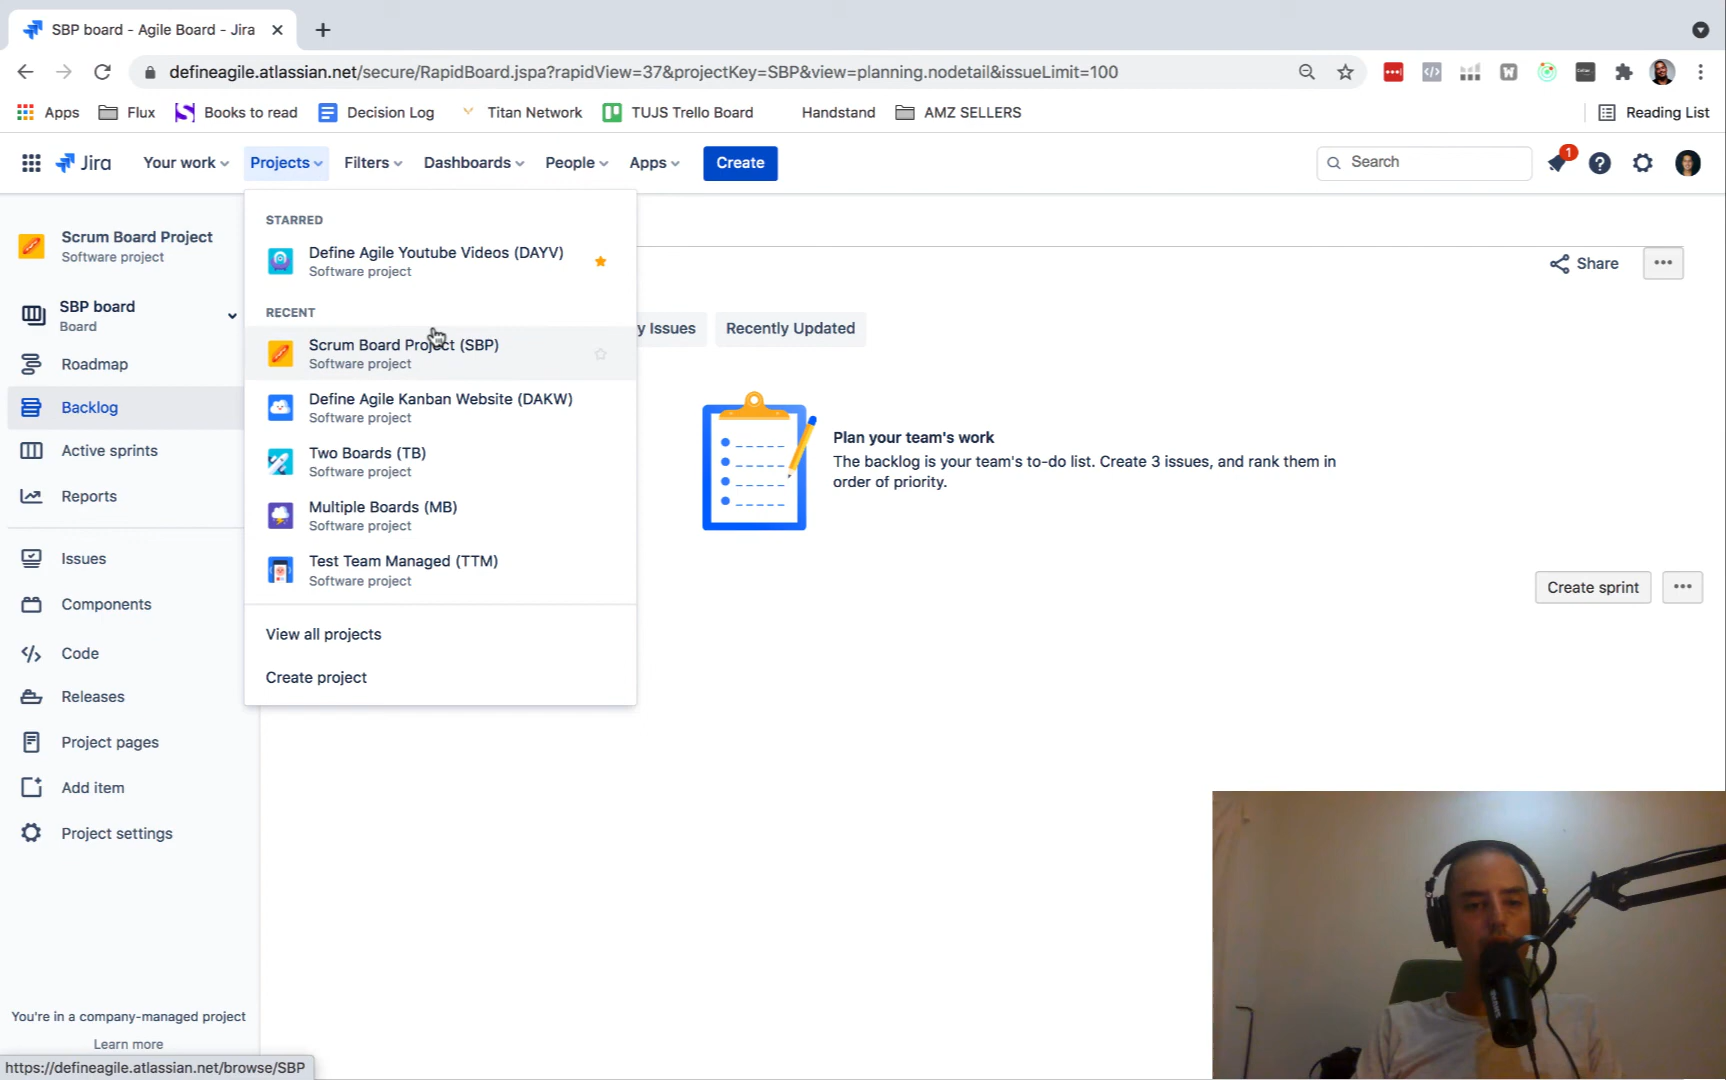 SBP board - Agile Board - Jira
defineagile.atlassian.net/secure/RapidBoard.jspa?rapidView=37&projectKey=SBP&view=planning.nodetail&issueLimit=100
Apps
Flux
Books to read
Decision Log
Titan Network
TUJS Trello Board
Handstand
AMZ SELLERS
Reading List
Jira
Your work
Projects
Filters
Dashboards
People
Apps
Create
Search
1
Scrum Board Project
Software project
SBP board
Board
Roadmap
Backlog
Active sprints
Reports
Issues
Components
Code
Releases
Project pages
Add item
Project settings
You're in a company-managed project
Learn more
https://defineagile.atlassian.net/browse/SBP
STARRED
Define Agile Youtube Videos (DAYV)
Software project
RECENT
Scrum Board Project (SBP)
Software project
Define Agile Kanban Website (DAKW)
Software project
Two Boards (TB)
Software project
Multiple Boards (MB)
Software project
Test Team Managed (TTM)
Software project
View all projects
Create project
Share
y Issues
Recently Updated
Plan your team's work
The backlog is your team's to-do list. Create 3 issues, and rank them in
order of priority.
Create sprint